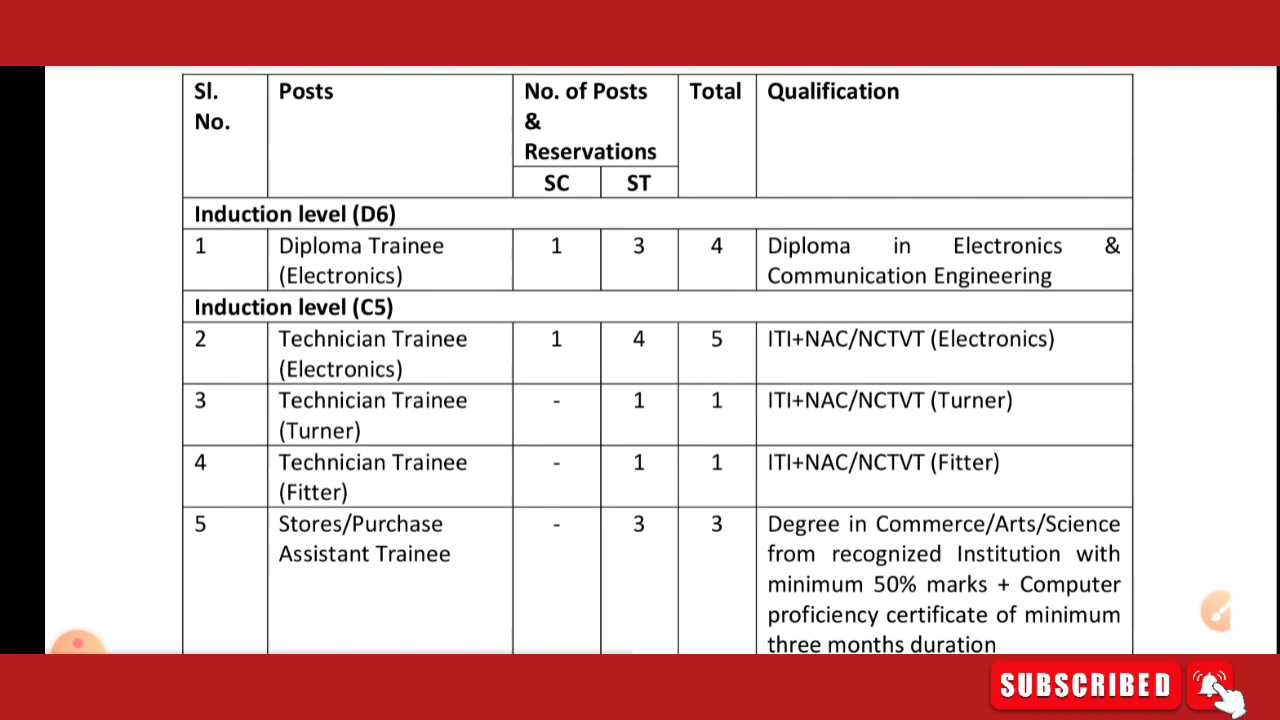 Sl. No. Posts No. of Posts & Reservations Total Qualification
SC ST
Induction level (D6)
1 Diploma Trainee (Electronics) 1 3 4 Diploma in Electronics & Communication Engineering
Induction level (C5)
2 Technician Trainee (Electronics) 1 4 5 ITI+NAC/NCTVT (Electronics)
3 Technician Trainee (Turner) - 1 1 ITI+NAC/NCTVT (Turner)
4 Technician Trainee (Fitter) - 1 1 ITI+NAC/NCTVT (Fitter)
5 Stores/Purchase Assistant Trainee - 3 3 Degree in Commerce/Arts/Science from recognized Institution with minimum 50% marks + Computer proficiency certificate of minimum three months duration
SUBSCRIBED